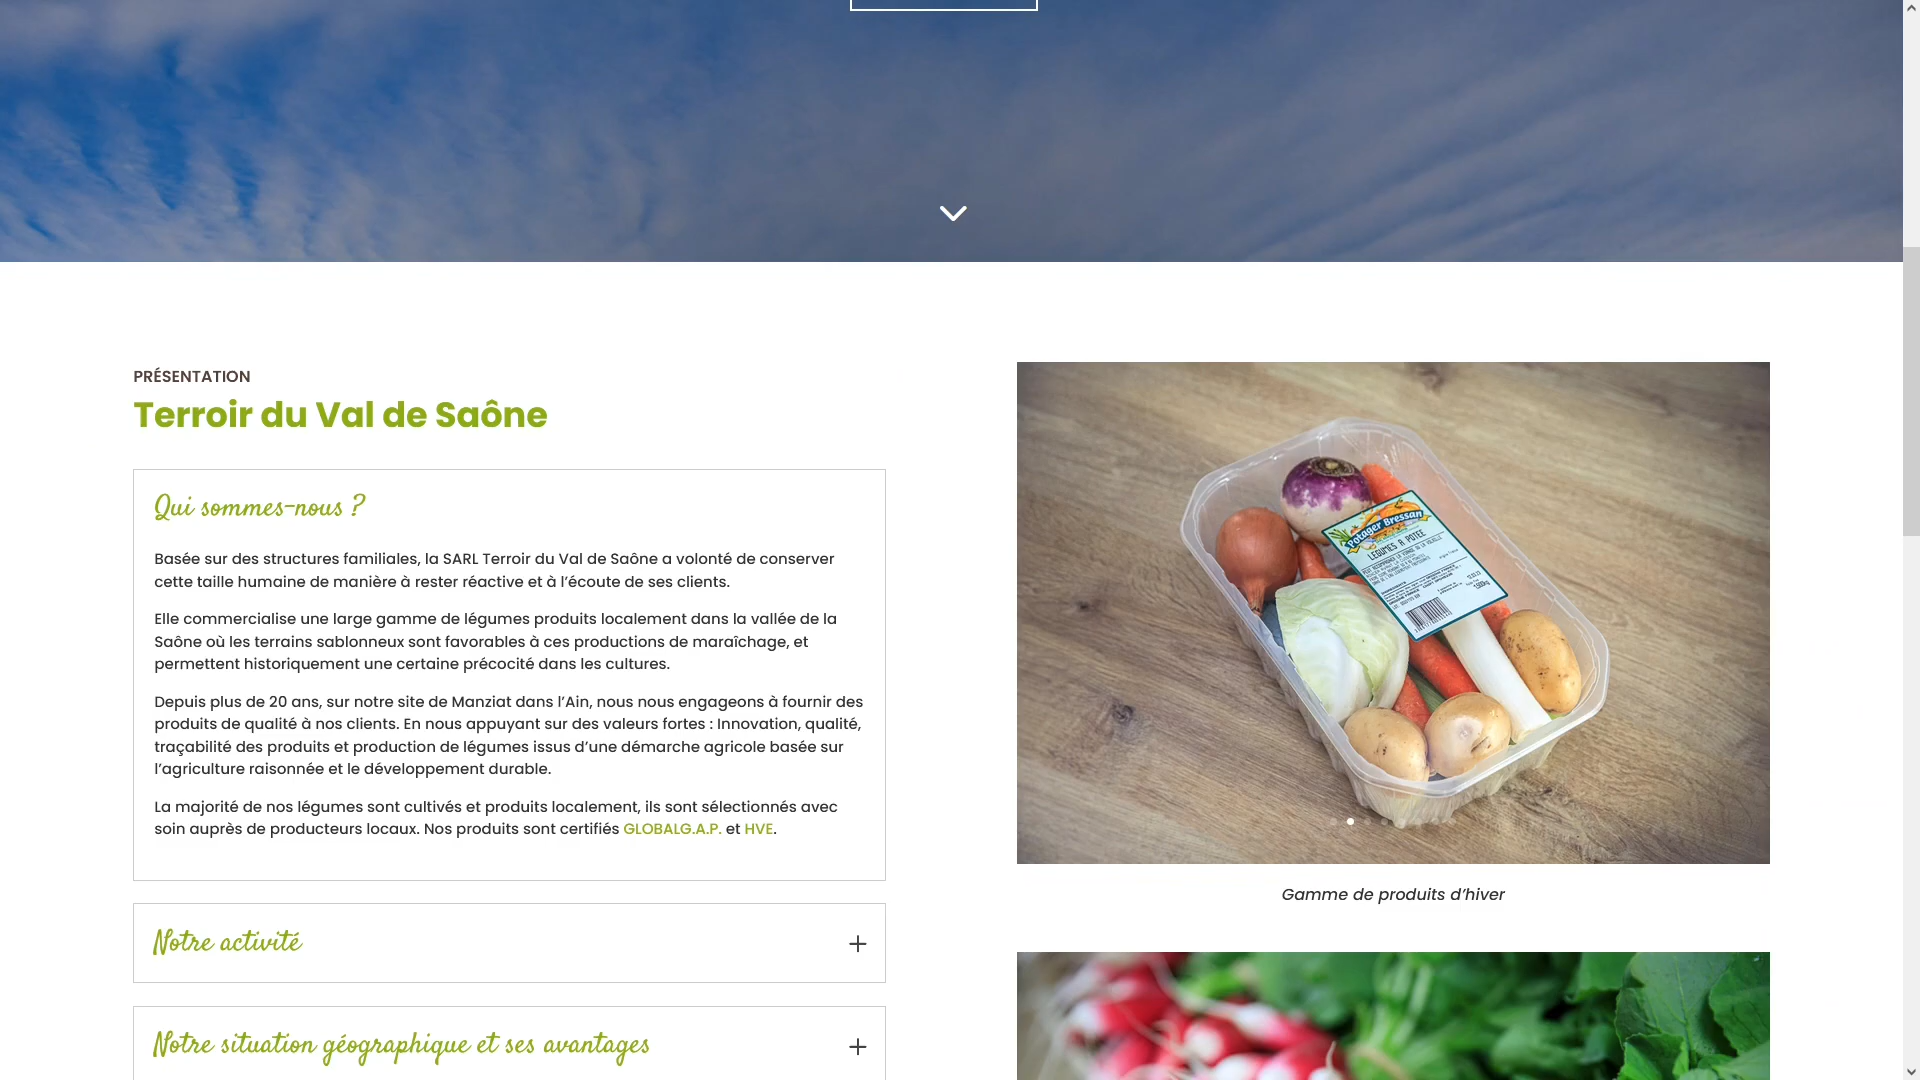 PRÉSENTATION
Terroir du Val de Saône
Qui sommes-nous ?
Basée sur des structures familiales, la SARL Terroir du Val de Saône a volonté de conserver
cette taille humaine de manière à rester réactive et à l’écoute de ses clients.
Elle commercialise une large gamme de légumes produits localement dans la vallée de la
Saône où les terrains sablonneux sont favorables à ces productions de maraîchage, et
permettent historiquement une certaine précocité dans les cultures.
Depuis plus de 20 ans, sur notre site de Manziat dans l’Ain, nous nous engageons à fournir des
produits de qualité à nos clients. En nous appuyant sur des valeurs fortes : Innovation, qualité,
traçabilité des produits et production de légumes issus d’une démarche agricole basée sur
l’agriculture raisonnée et le développement durable.
La majorité de nos légumes sont cultivés et produits localement, ils sont sélectionnés avec
soin auprès de producteurs locaux. Nos produits sont certifiés GLOBALG.A.P. et HVE.
Notre activité
Notre situation géographique et ses avantages
Potager Bressan
LEGUMES A POTEE
Gamme de produits d’hiver